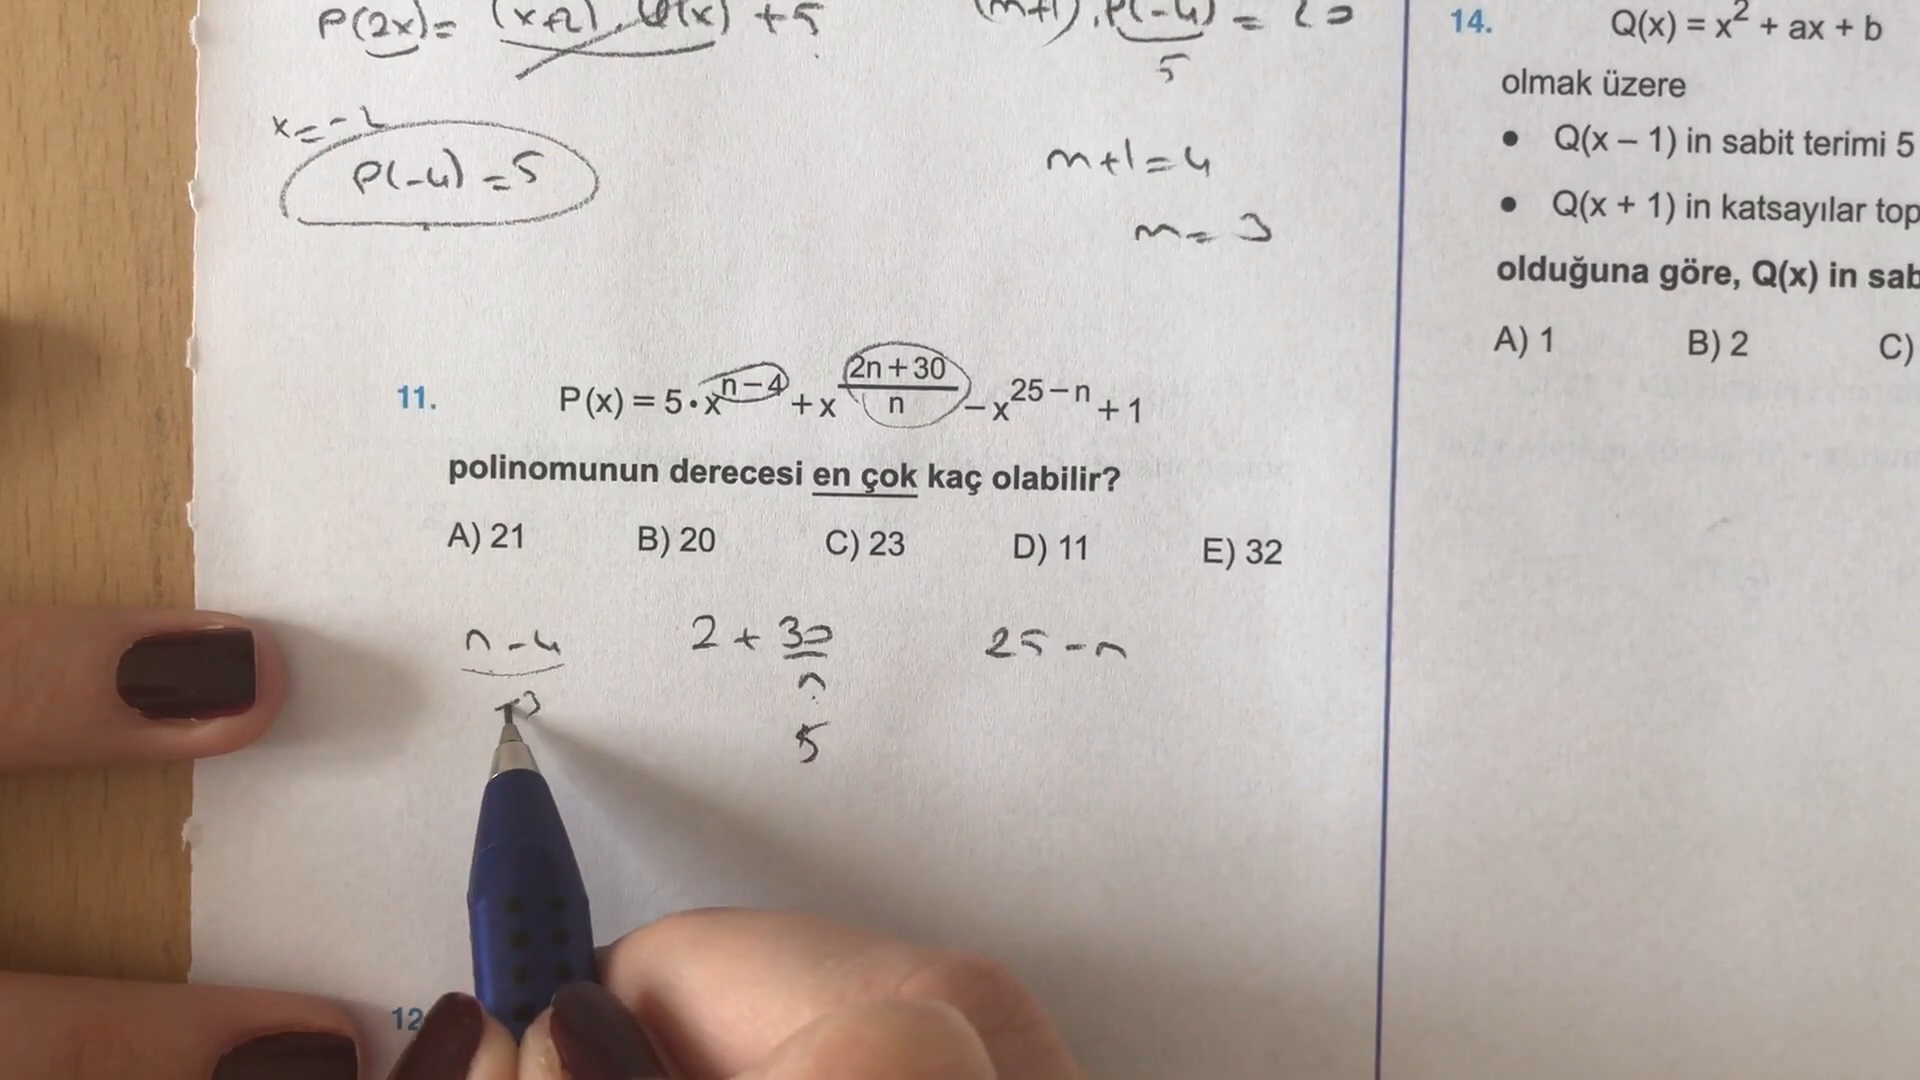 P(2x) = (x+2) . Q(x) + 5
(m+1) . P(-4) = 20
5
x = -2
P(-4) = 5
m+1 = 4
m = 3
11. P(x) = 5·x^(n-4) + x^((2n+30)/n) - x^(25-n) + 1
polinomunun derecesi en çok kaç olabilir?
A) 21 B) 20 C) 23 D) 11 E) 32
n-4 2 + 30/n 25-n
5
12
14. Q(x) = x² + ax + b
olmak üzere
• Q(x – 1) in sabit terimi 5
• Q(x + 1) in katsayılar top
olduğuna göre, Q(x) in sab
A) 1 B) 2 C)